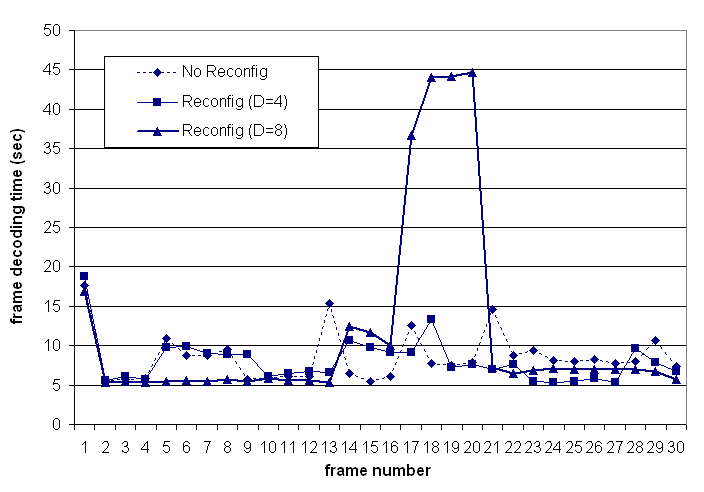 50
45
40
35
30
25
20
15
10
5
0
frame decoding time (sec)
No Reconfig
Reconfig (D=4)
Reconfig (D=8)
1 2 3 4 5 6 7 8 9 10 11 12 13 14 15 16 17 18 19 20 21 22 23 24 25 26 27 28 29 30
frame number